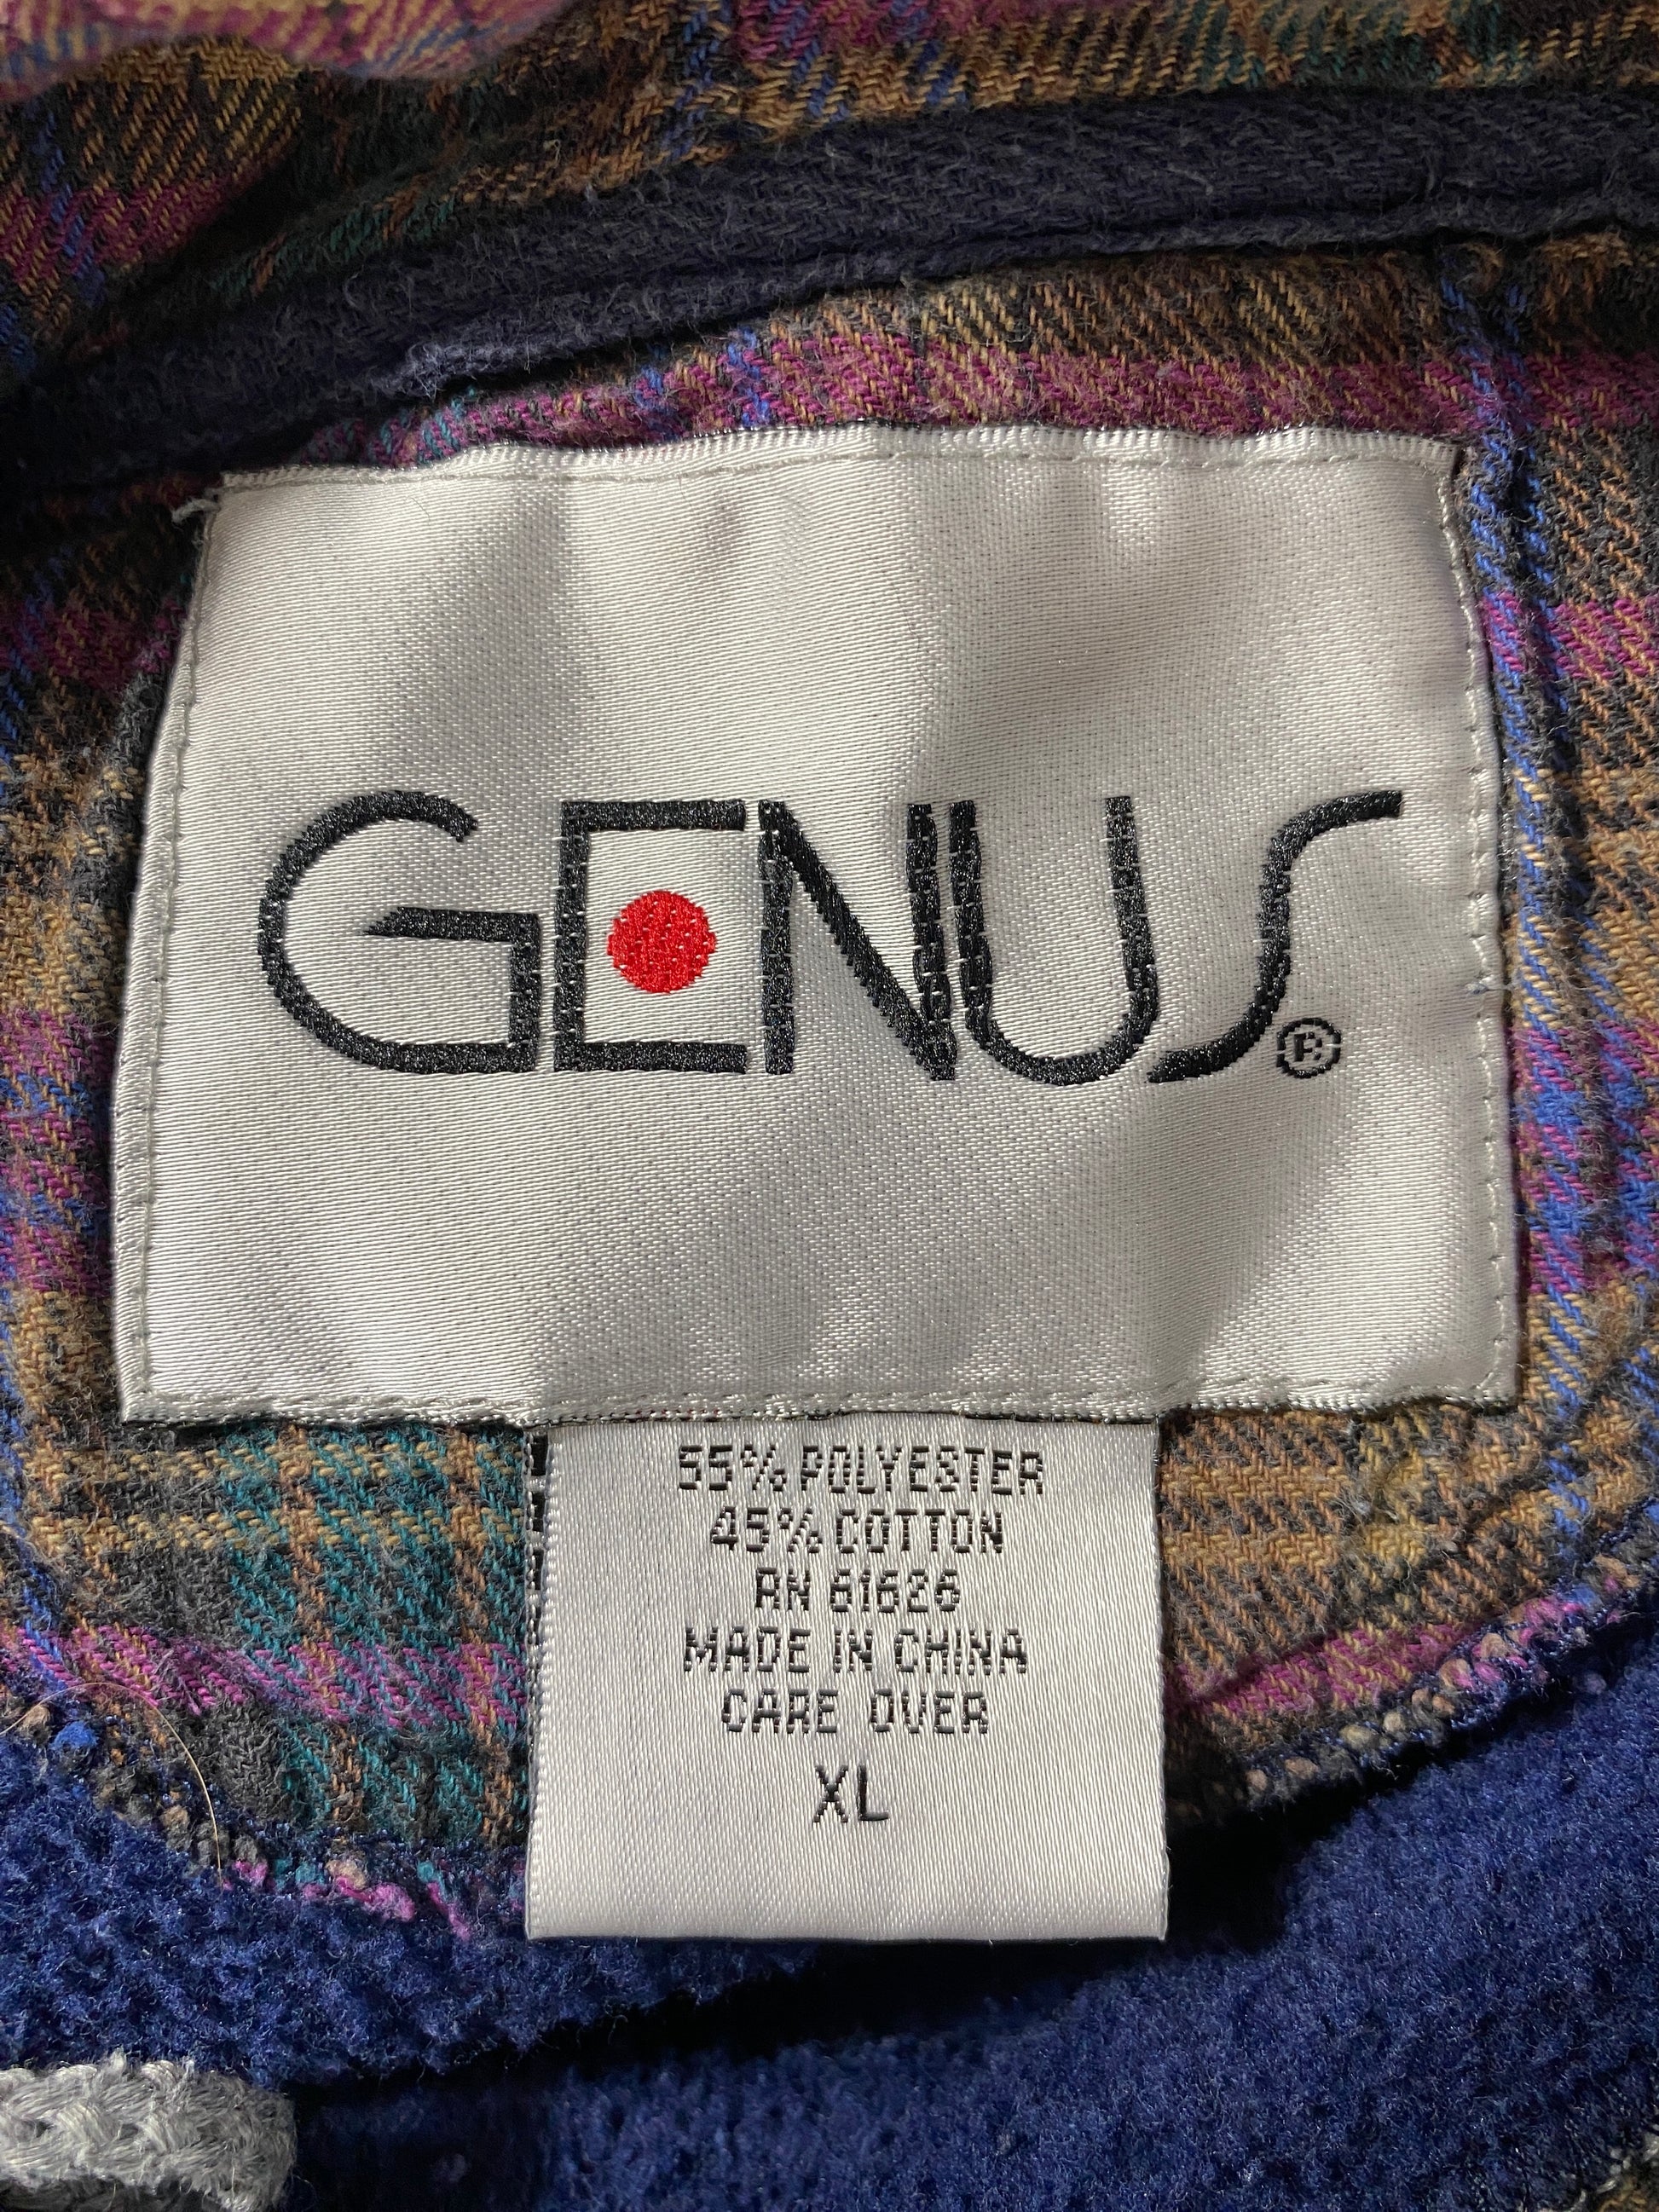 GENUS®
55% POLYESTER
45% COTTON
RN 61626
MADE IN CHINA
CARE OVER
XL